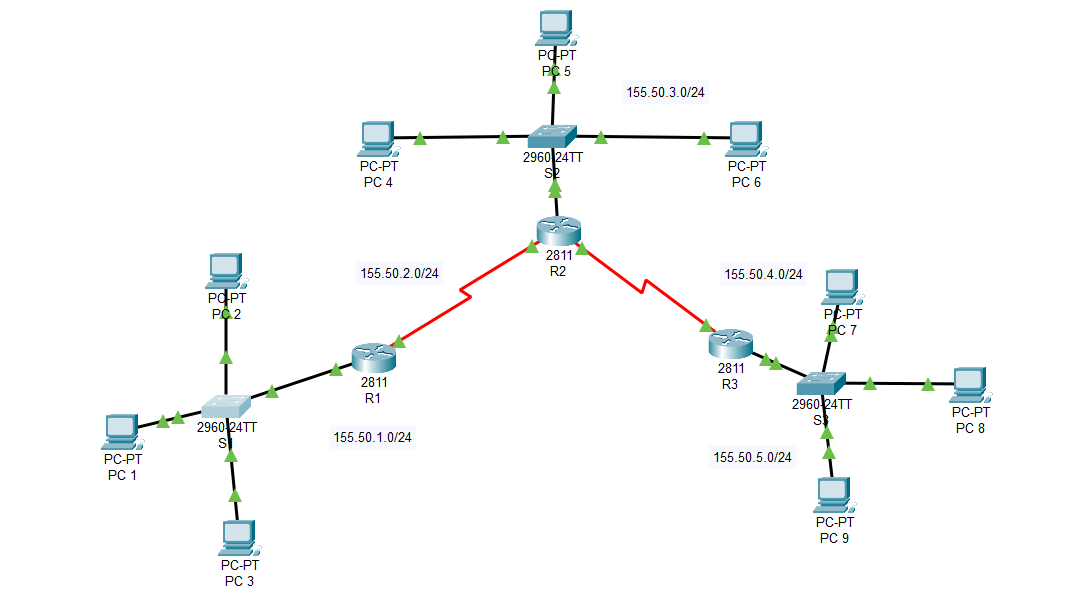 PC-PT
PC 5
155.50.3.0/24
PC-PT
PC 4
2960-24TT
S2
PC-PT
PC 6
2811
R2
155.50.2.0/24
155.50.4.0/24
PC-PT
PC 2
PC-PT
PC 7
2811
R1
2811
R3
2960-24TT
S1
2960-24TT
S3
PC-PT
PC 8
155.50.1.0/24
PC-PT
PC 1
155.50.5.0/24
PC-PT
PC 9
PC-PT
PC 3